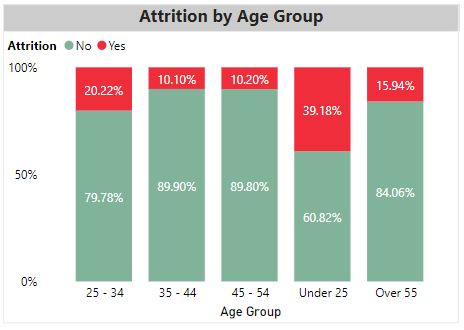 Attrition by Age Group
Attrition No Yes
100%
50%
0%
20.22%
10.10%
10.20%
39.18%
15.94%
79.78%
89.90%
89.80%
60.82%
84.06%
25 - 34
35 - 44
45 - 54
Under 25
Over 55
Age Group